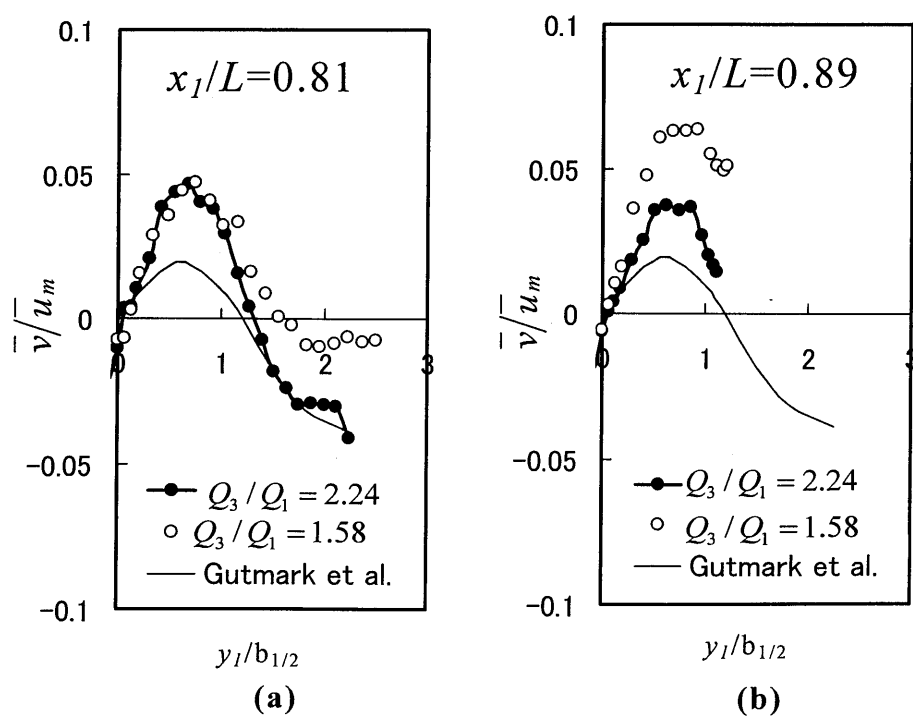 0.1
x₁/L=0.81
0.05
v̅/u̅ₘ
0
0 1 2 3
−0.05
Q₃/Q₁ = 2.24
Q₃/Q₁ = 1.58
Gutmark et al.
−0.1
y₁/b₁/₂
(a)
0.1
x₁/L=0.89
0.05
v̅/u̅ₘ
0
0 1 2 3
−0.05
Q₃/Q₁ = 2.24
Q₃/Q₁ = 1.58
Gutmark et al.
-0.1
y₁/b₁/₂
(b)